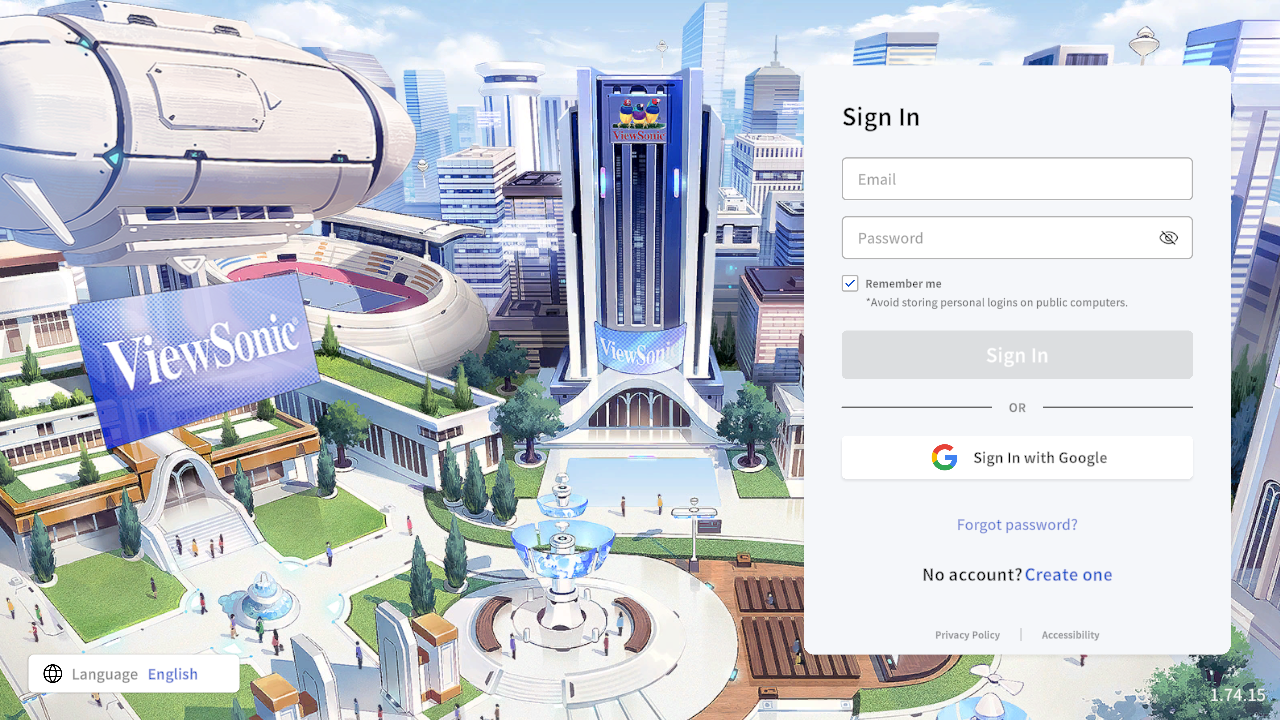 ViewSonic
ViewSonic
ViewSonic
Sign In
Email
Password
Remember me
*Avoid storing personal logins on public computers.
Sign In
OR
Sign In with Google
Forgot password?
No account? Create one
Privacy Policy | Accessibility
Language English
.74.15